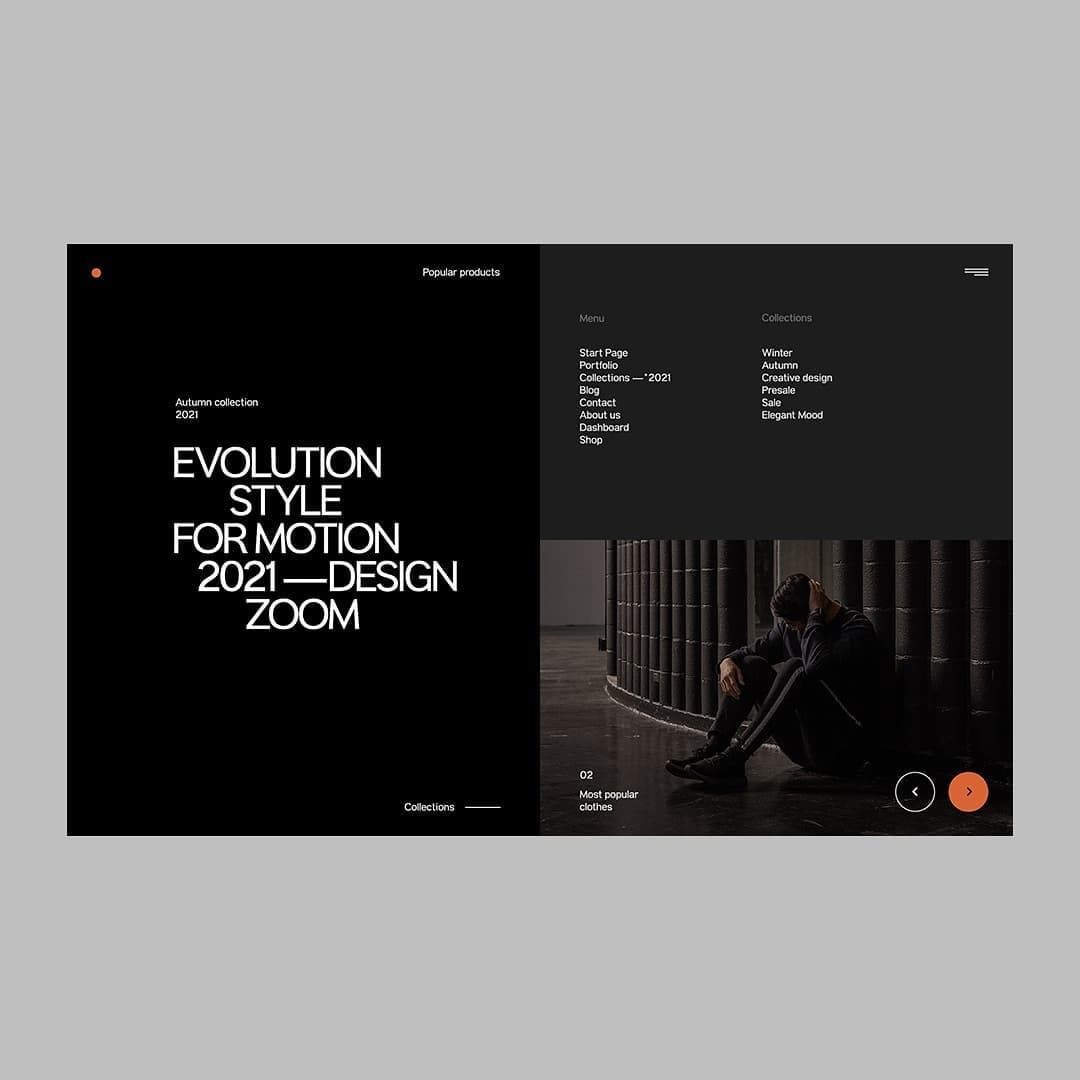 Popular products
Autumn collection
2021
EVOLUTION
STYLE
FOR MOTION
2021 —DESIGN
ZOOM
Collections
Menu
Start Page
Portfolio
Collections —˚2021
Blog
Contact
About us
Dashboard
Shop
Collections
Winter
Autumn
Creative design
Presale
Sale
Elegant Mood
02
Most popular
clothes